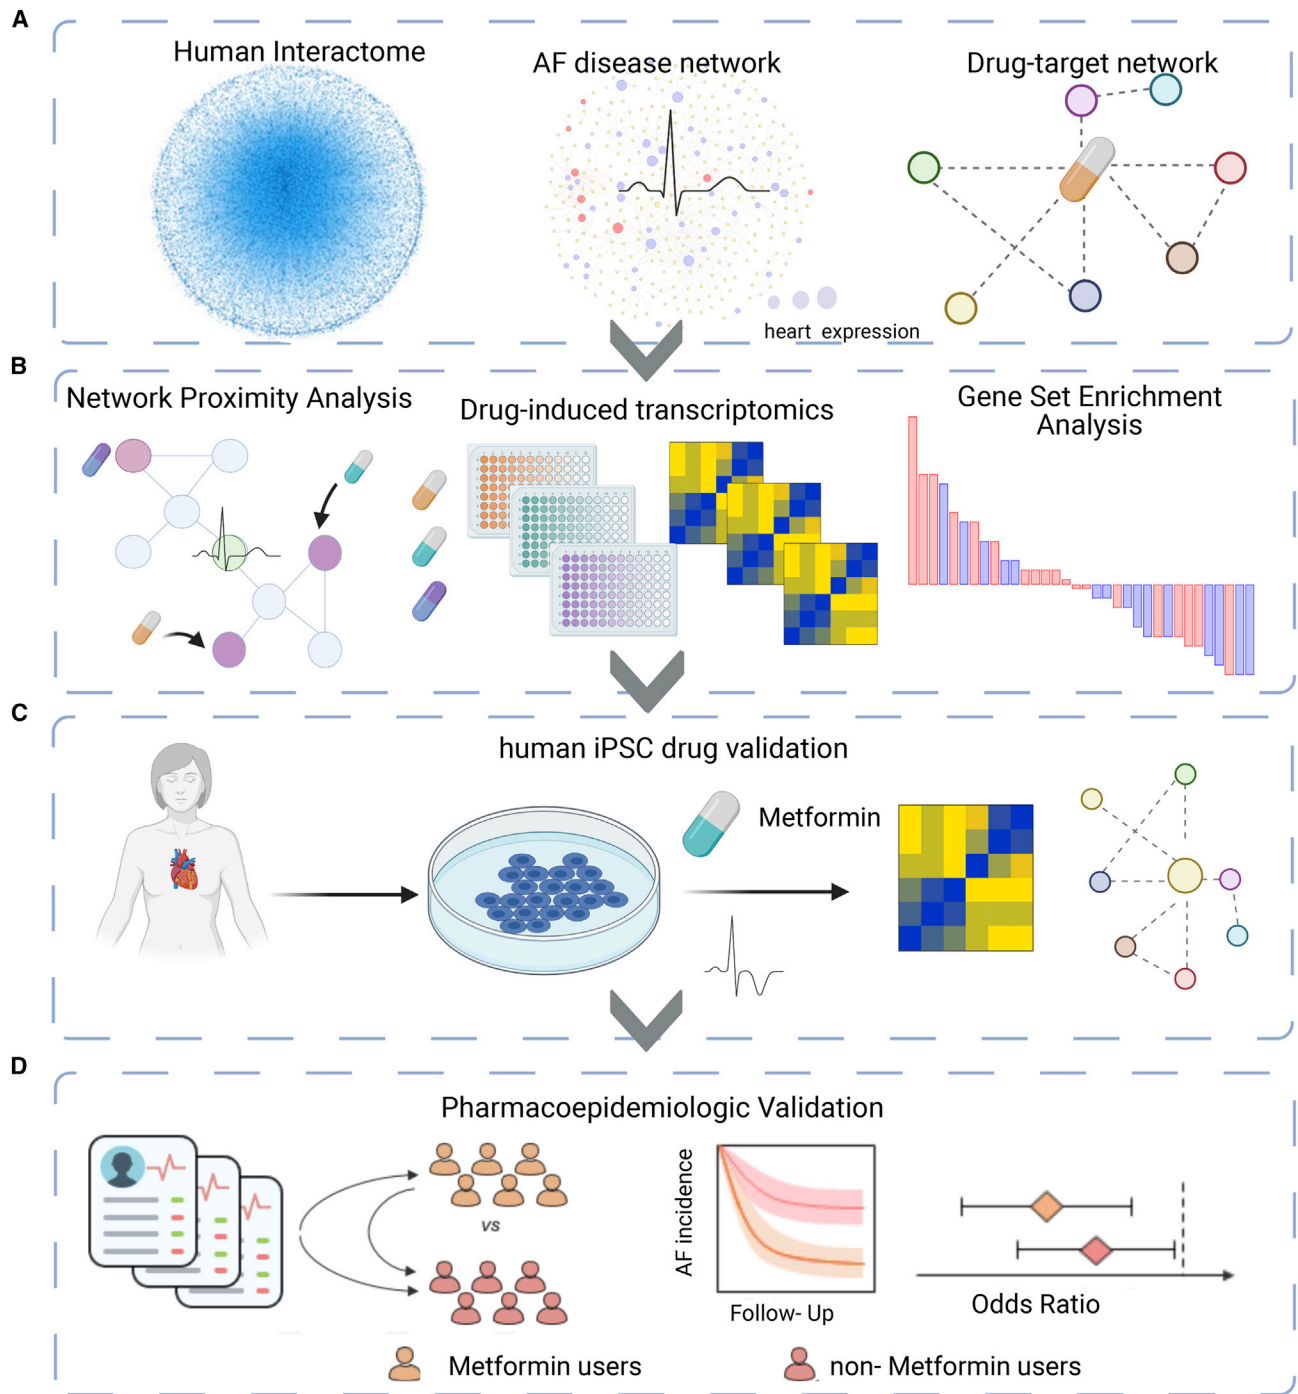 A
Human Interactome
AF disease network
Drug-target network
heart expression
B
Network Proximity Analysis
Drug-induced transcriptomics
Gene Set Enrichment
Analysis
C
human iPSC drug validation
Metformin
D
Pharmacoepidemiologic Validation
vs
AF incidence
Follow- Up
Odds Ratio
Metformin users
non- Metformin users